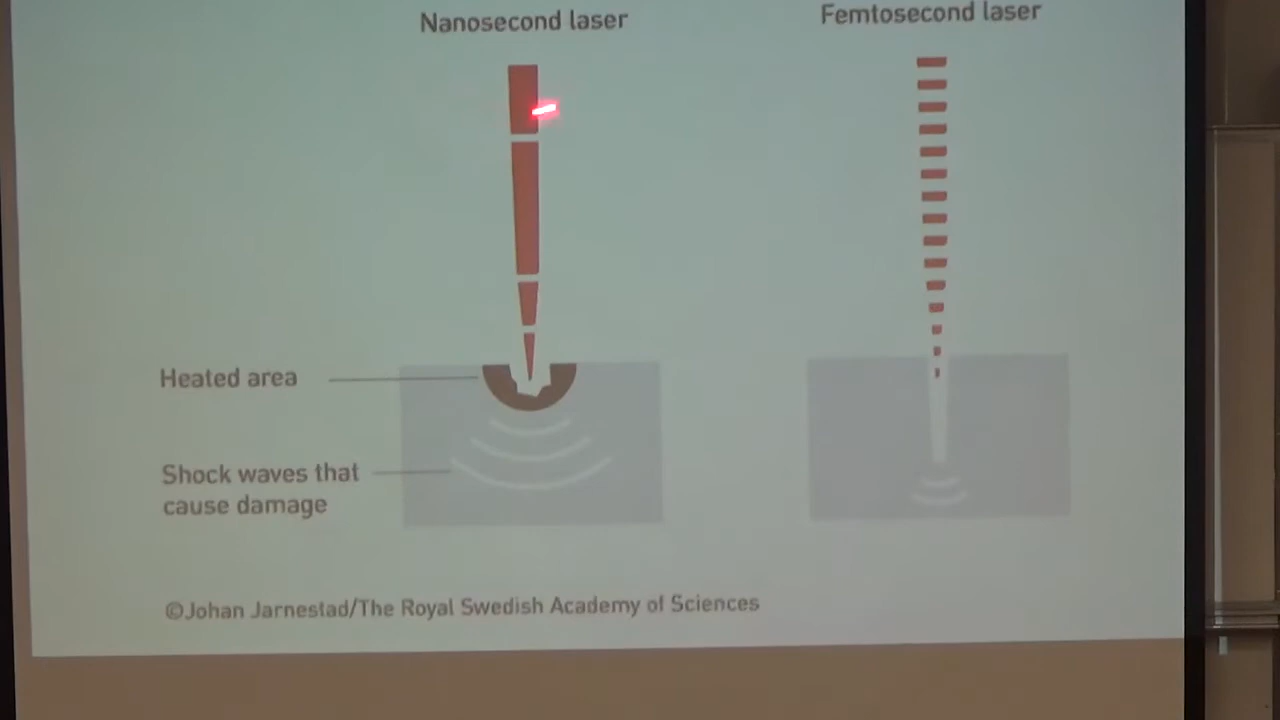 Nanosecond laser
Femtosecond laser
Heated area
Shock waves that
cause damage
©Johan Jarnestad/The Royal Swedish Academy of Sciences